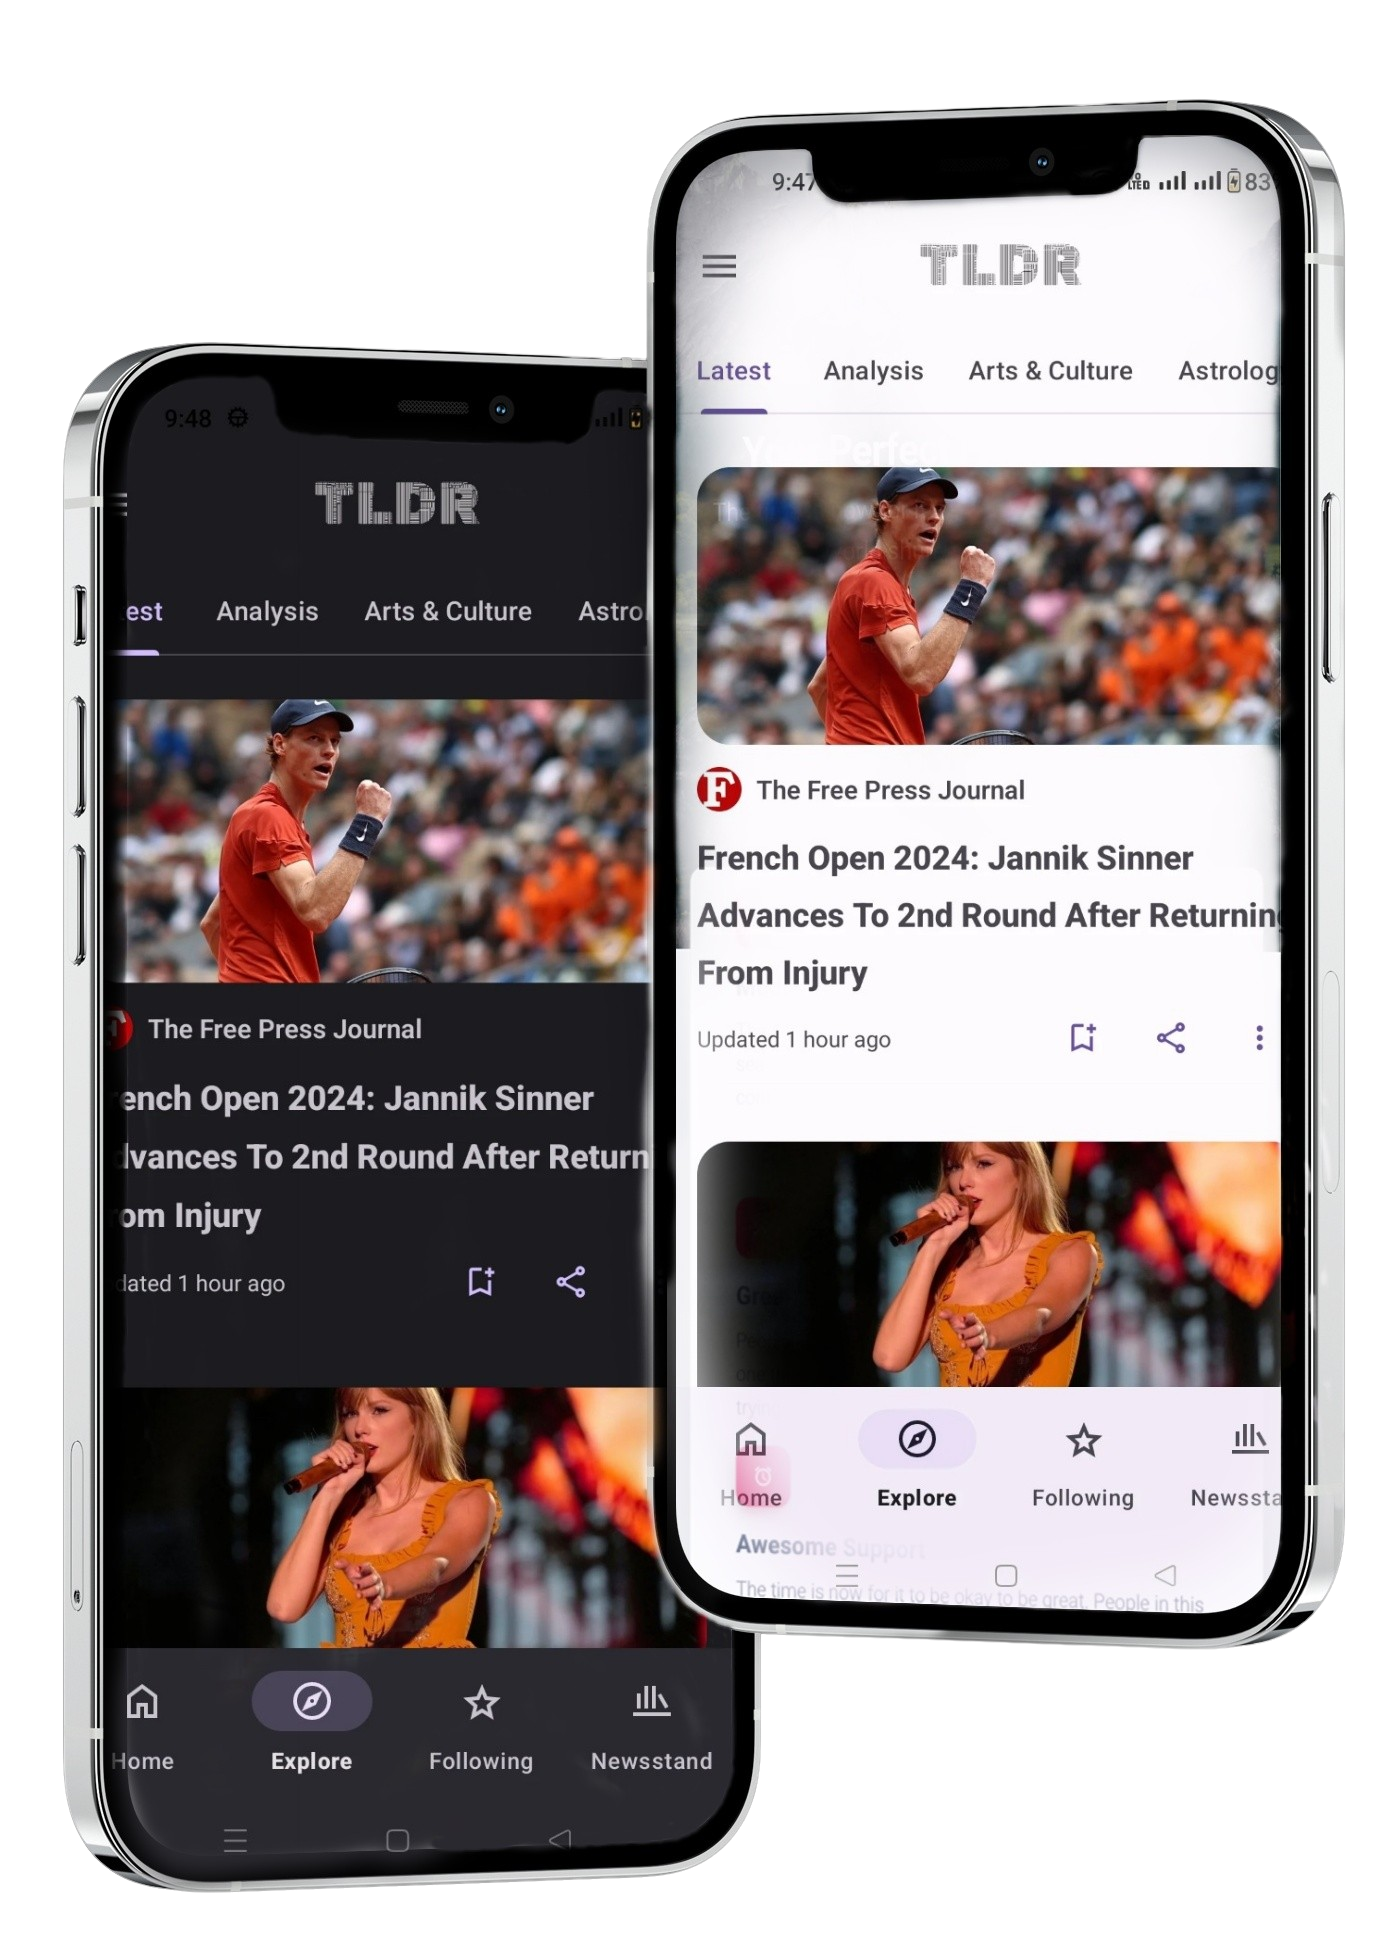 9:48
TLDR
est
Analysis
Arts & Culture
Astro
The Free Press Journal
ench Open 2024: Jannik Sinner
dvances To 2nd Round After Return
om Injury
dated 1 hour ago
Home
Explore
Following
Newsstand
9:47
83
TLDR
Latest
Analysis
Arts & Culture
Astrolog
Perfec
F
The Free Press Journal
French Open 2024: Jannik Sinner
Advances To 2nd Round After Returning
From Injury
Updated 1 hour ago
Home
Explore
Following
Newssta
Awesome Support
The time is now for it to be okay to be great. People in this